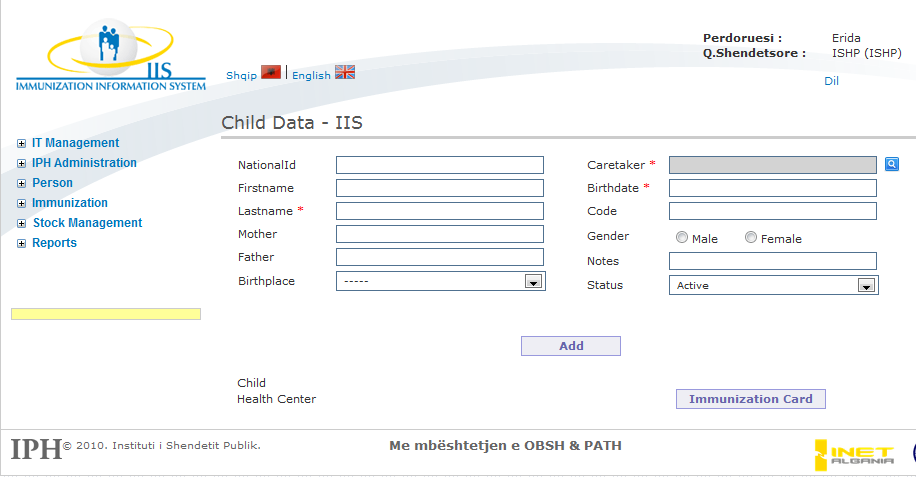 IIS
IMMUNIZATION INFORMATION SYSTEM
Shqip English
Perdoruesi : Erida
Q.Shendetsore : ISHP (ISHP)
Dil
IT Management
IPH Administration
Person
Immunization
Stock Management
Reports
Child Data - IIS
NationalId
Firstname
Lastname *
Mother
Father
Birthplace -----
Caretaker *
Birthdate *
Code
Gender Male Female
Notes
Status Active
Add
Child
Health Center
Immunization Card
IPH © 2010. Instituti i Shendetit Publik.
Me mbështetjen e OBSH & PATH
INET
ALBANIA